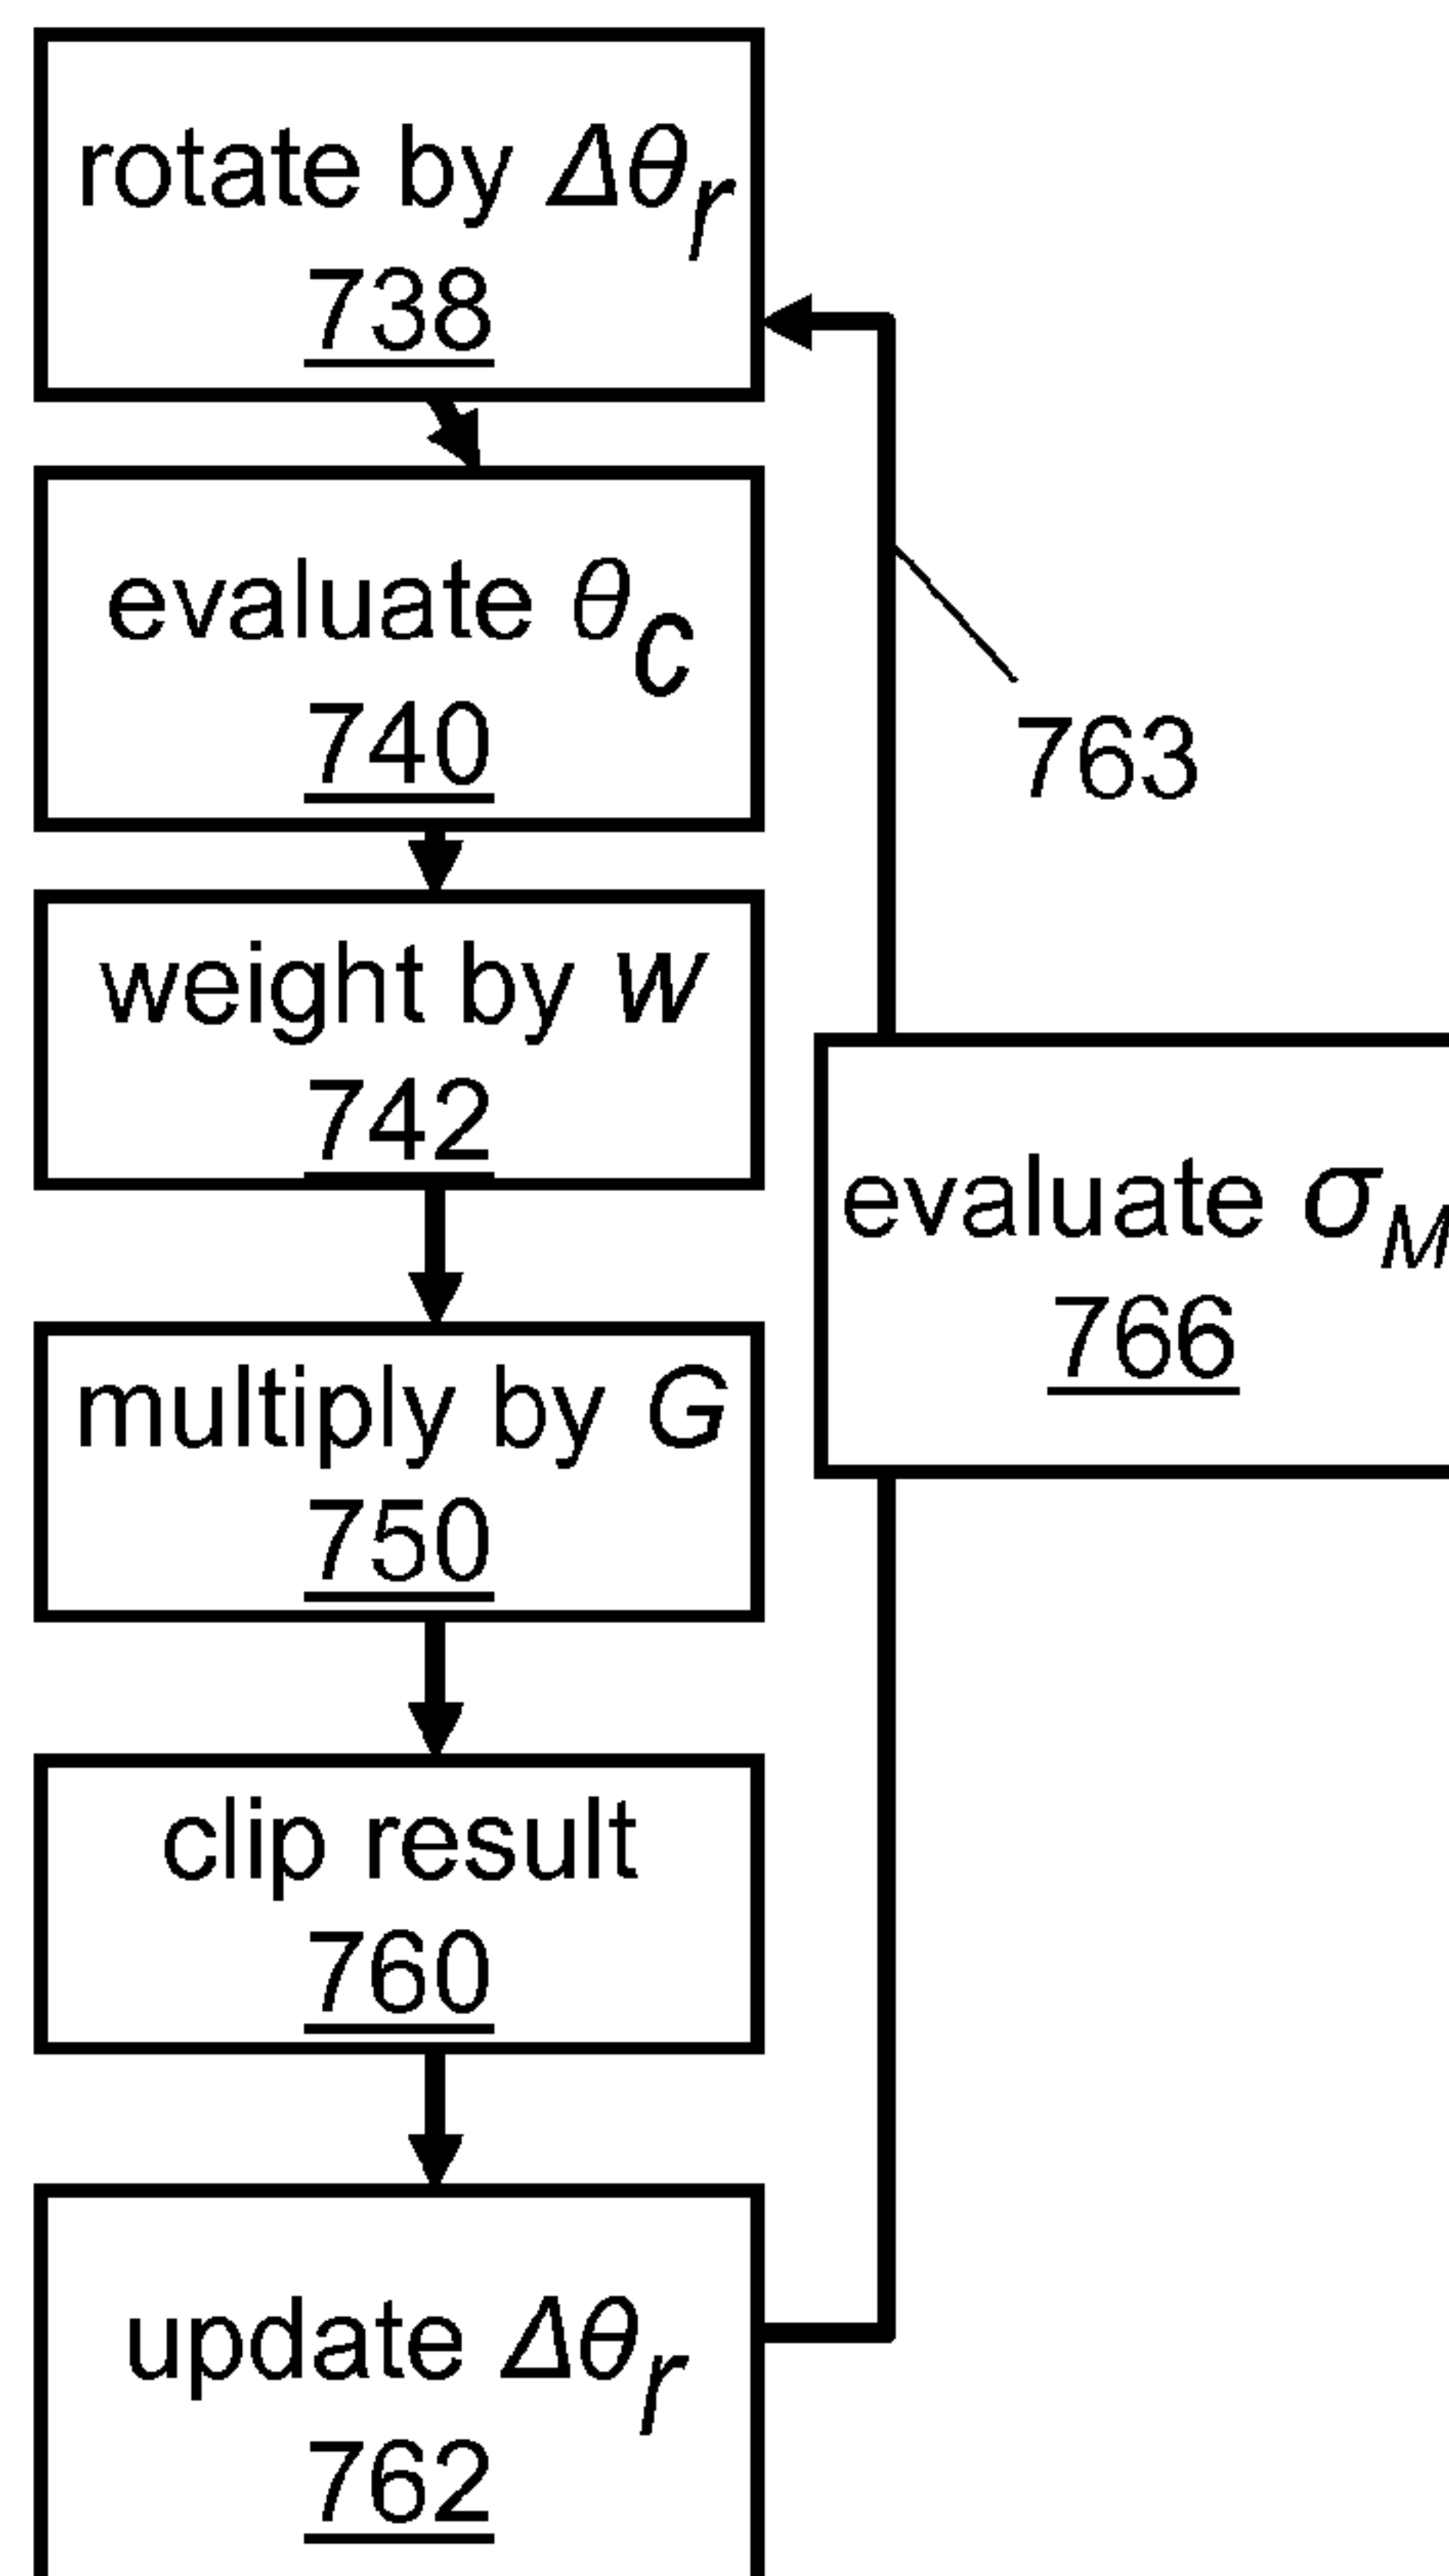 rotate by Δθr
738
evaluate θc
740
weight by w
742
multiply by G
750
clip result
760
update Δθr
762
763
evaluate σM
766